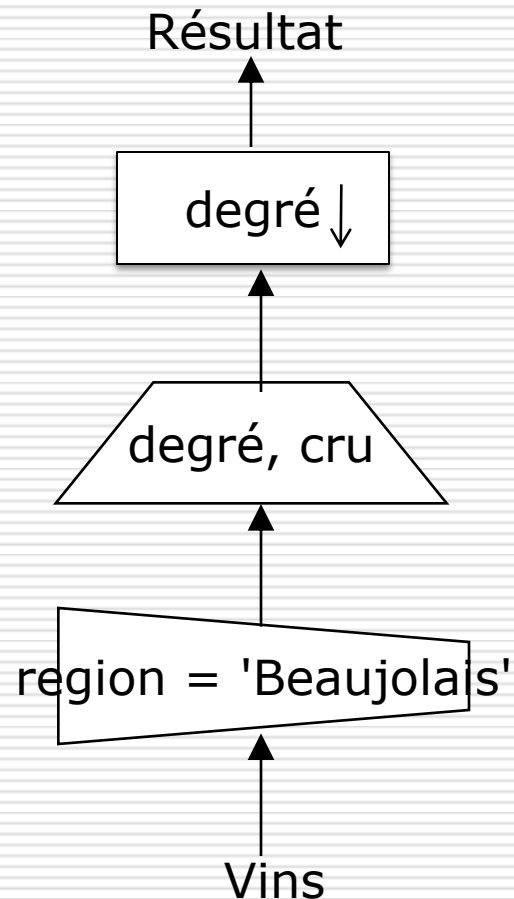 Résultat
degré
degré, cru
region = 'Beaujolais'
Vins